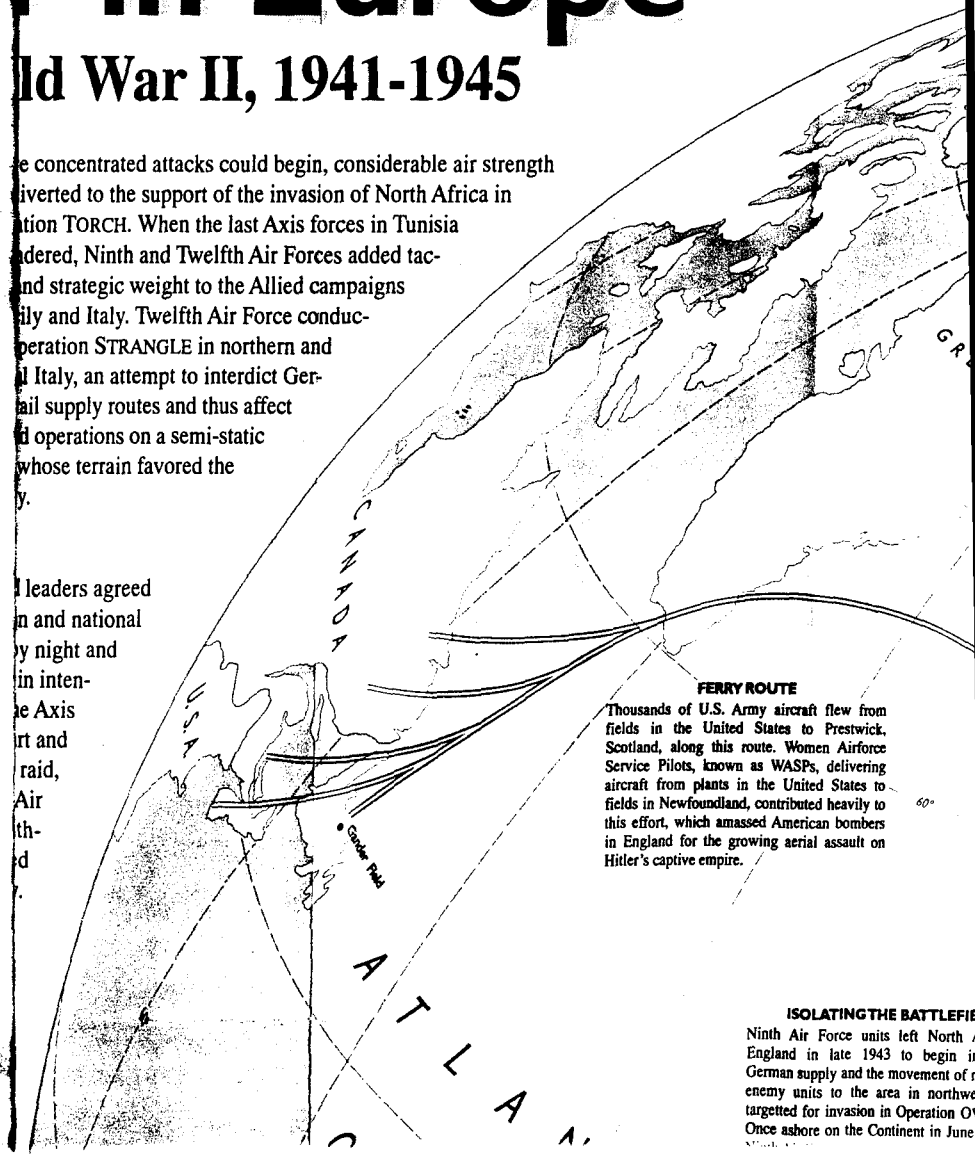 in Europe
ld War II, 1941-1945
e concentrated attacks could begin, considerable air strength
iverted to the support of the invasion of North Africa in
tion TORCH. When the last Axis forces in Tunisia
dered, Ninth and Twelfth Air Forces added tac-
nd strategic weight to the Allied campaigns
ily and Italy. Twelfth Air Force conduc-
peration STRANGLE in northern and
l Italy, an attempt to interdict Ger-
ail supply routes and thus affect
d operations on a semi-static
whose terrain favored the
y.
l leaders agreed
n and national
y night and
in inten-
e Axis
rt and
raid,
Air
th-
d
.
CANADA
U.S.A
GRE
Gander Field
FERRY ROUTE
Thousands of U.S. Army aircraft flew from
fields in the United States to Prestwick,
Scotland, along this route. Women Airforce
Service Pilots, known as WASPs, delivering
aircraft from plants in the United States to
fields in Newfoundland, contributed heavily to
this effort, which amassed American bombers
in England for the growing aerial assault on
Hitler's captive empire.
60°
ATLA
ISOLATING THE BATTLEFIE
Ninth Air Force units left North
England in late 1943 to begin i
German supply and the movement of
enemy units to the area in northwe
targetted for invasion in Operation O
Once ashore on the Continent in June